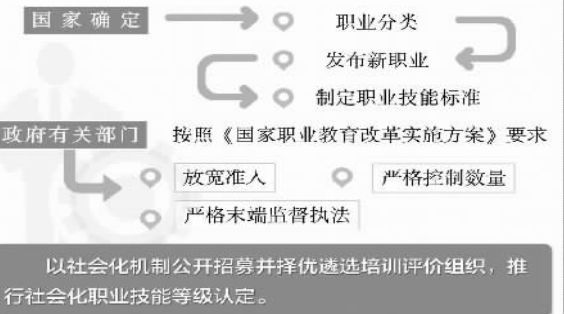 国家确定
职业分类
发布新职业
制定职业技能标准
政府有关部门 按照《国家职业教育改革实施方案》要求
放宽准入 严格控制数量
严格末端监督执法
以社会化机制公开招募并择优遴选培训评价组织，推
行社会化职业技能等级认定。